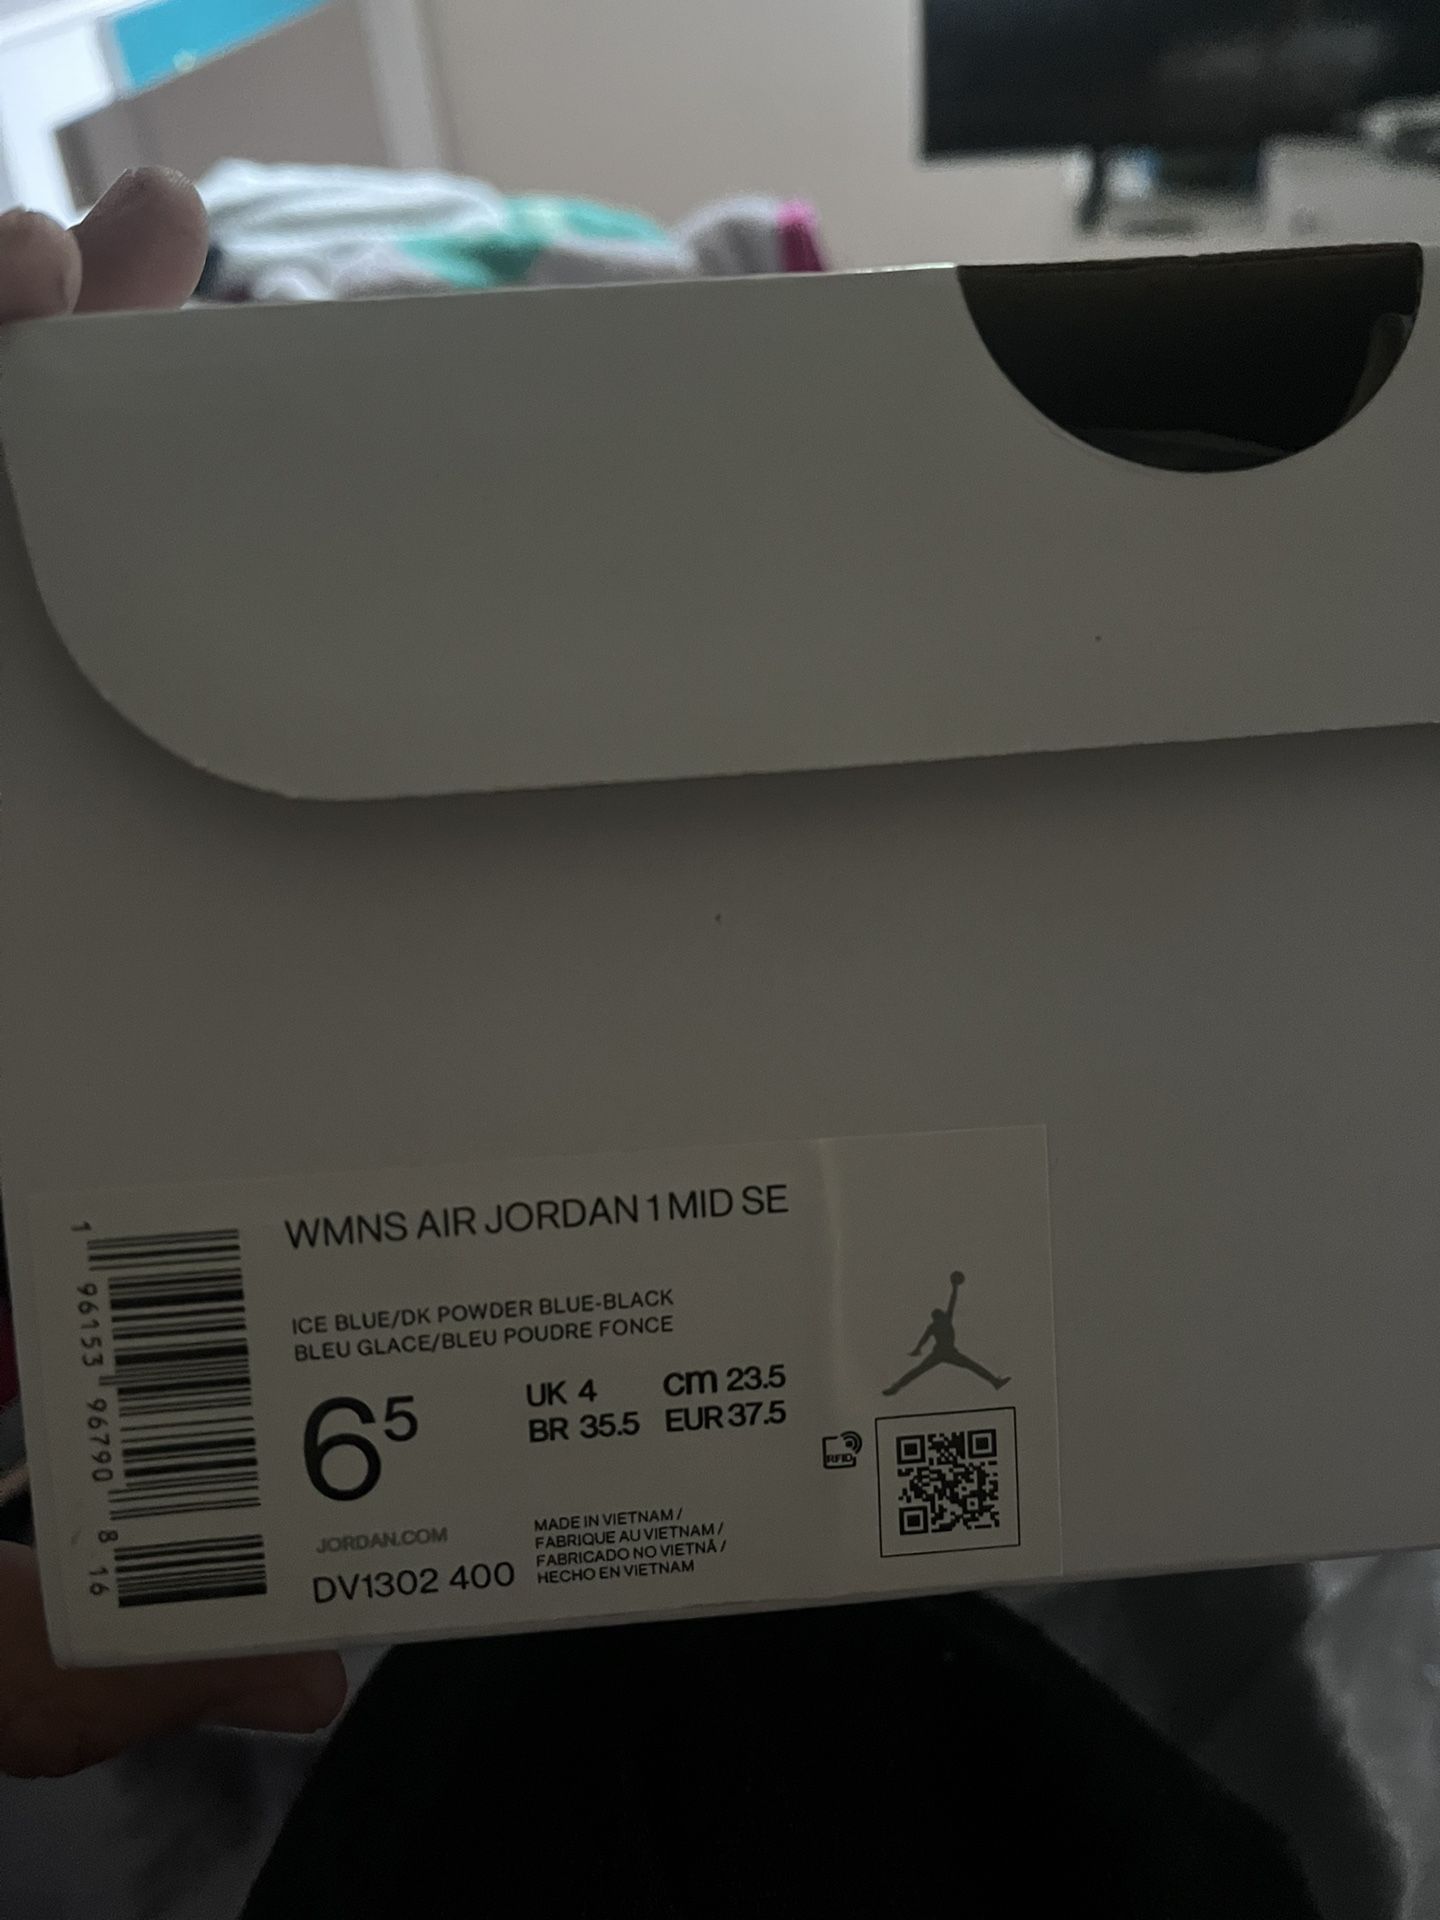 WMNS AIR JORDAN 1 MID SE
ICE BLUE/DK POWDER BLUE-BLACK
BLEU GLACE/BLEU POUDRE FONCE
6⁵
UK 4
cm 23.5
BR 35.5
EUR 37.5
RFID
JORDAN.COM
DV1302 400
MADE IN VIETNAM /
FABRIQUE AU VIETNAM /
FABRICADO NO VIETNÃ /
HECHO EN VIETNAM
1 96153 96790 8 16